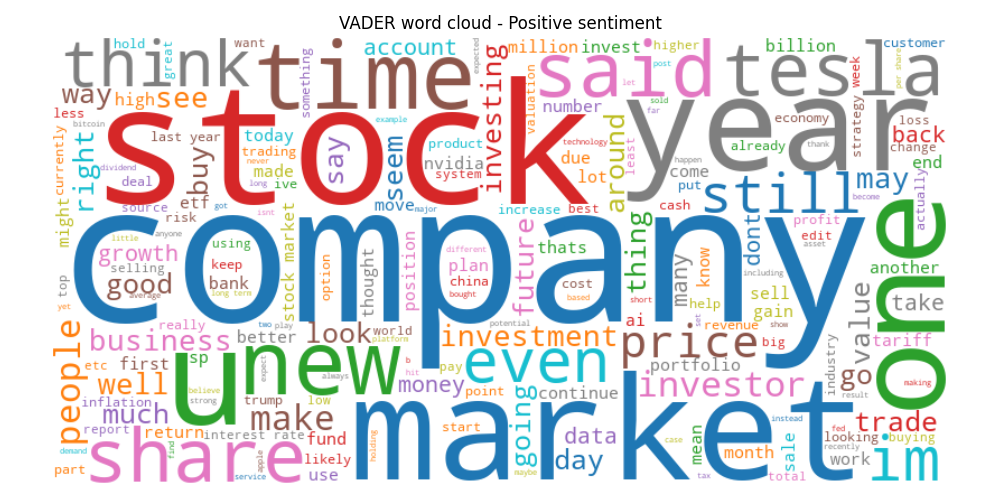 VADER word cloud - Positive sentiment
hold
great
want
something
account
expected
million
invest
higher
let
post
billion
customer
per share
think
time
said
tesla
way
high
see
less
bitcoin
last year
today
stock
investing
valuation
number
sold
far
year
economy
strategy
week
loss
back
change
currently
right
dividend
deal
buy
trading
never
made
example
say
seem
product
nvidia
system
technology
due
lot
around
least
happen
come
already
thank
end
might
source
etf
risk
got
long
ive
move
major
increase
best
cash
put
still
may
become
actually
one
anyone
isnt
company
growth
selling
little
using
keep
bank
long term
good
average
top
yet
stock market
option
thought
position
different
plan
china
bought
future
thats
cost
based
thing
short
many
know
help
dont
including
sell
gain
profit
edit
asset
another
take
value
tariff
people
business
really
better
two
play
look
world
platform
investment
potential
ai
set
revenue
show
big
price
portfolio
industry
go
making
result
etc
first
well
u
sp
new
expect
always
b
hit
money
pay
even
point
continue
investor
inflation
believe
strong
trump
low
much
make
report
return
interest rate
fund
start
going
data
day
market
case
mean
instead
month
fed
recently
trade
looking
buying
demand
part
share
find
service
apple
likely
use
holding
maybe
tax
total
sale
work
im